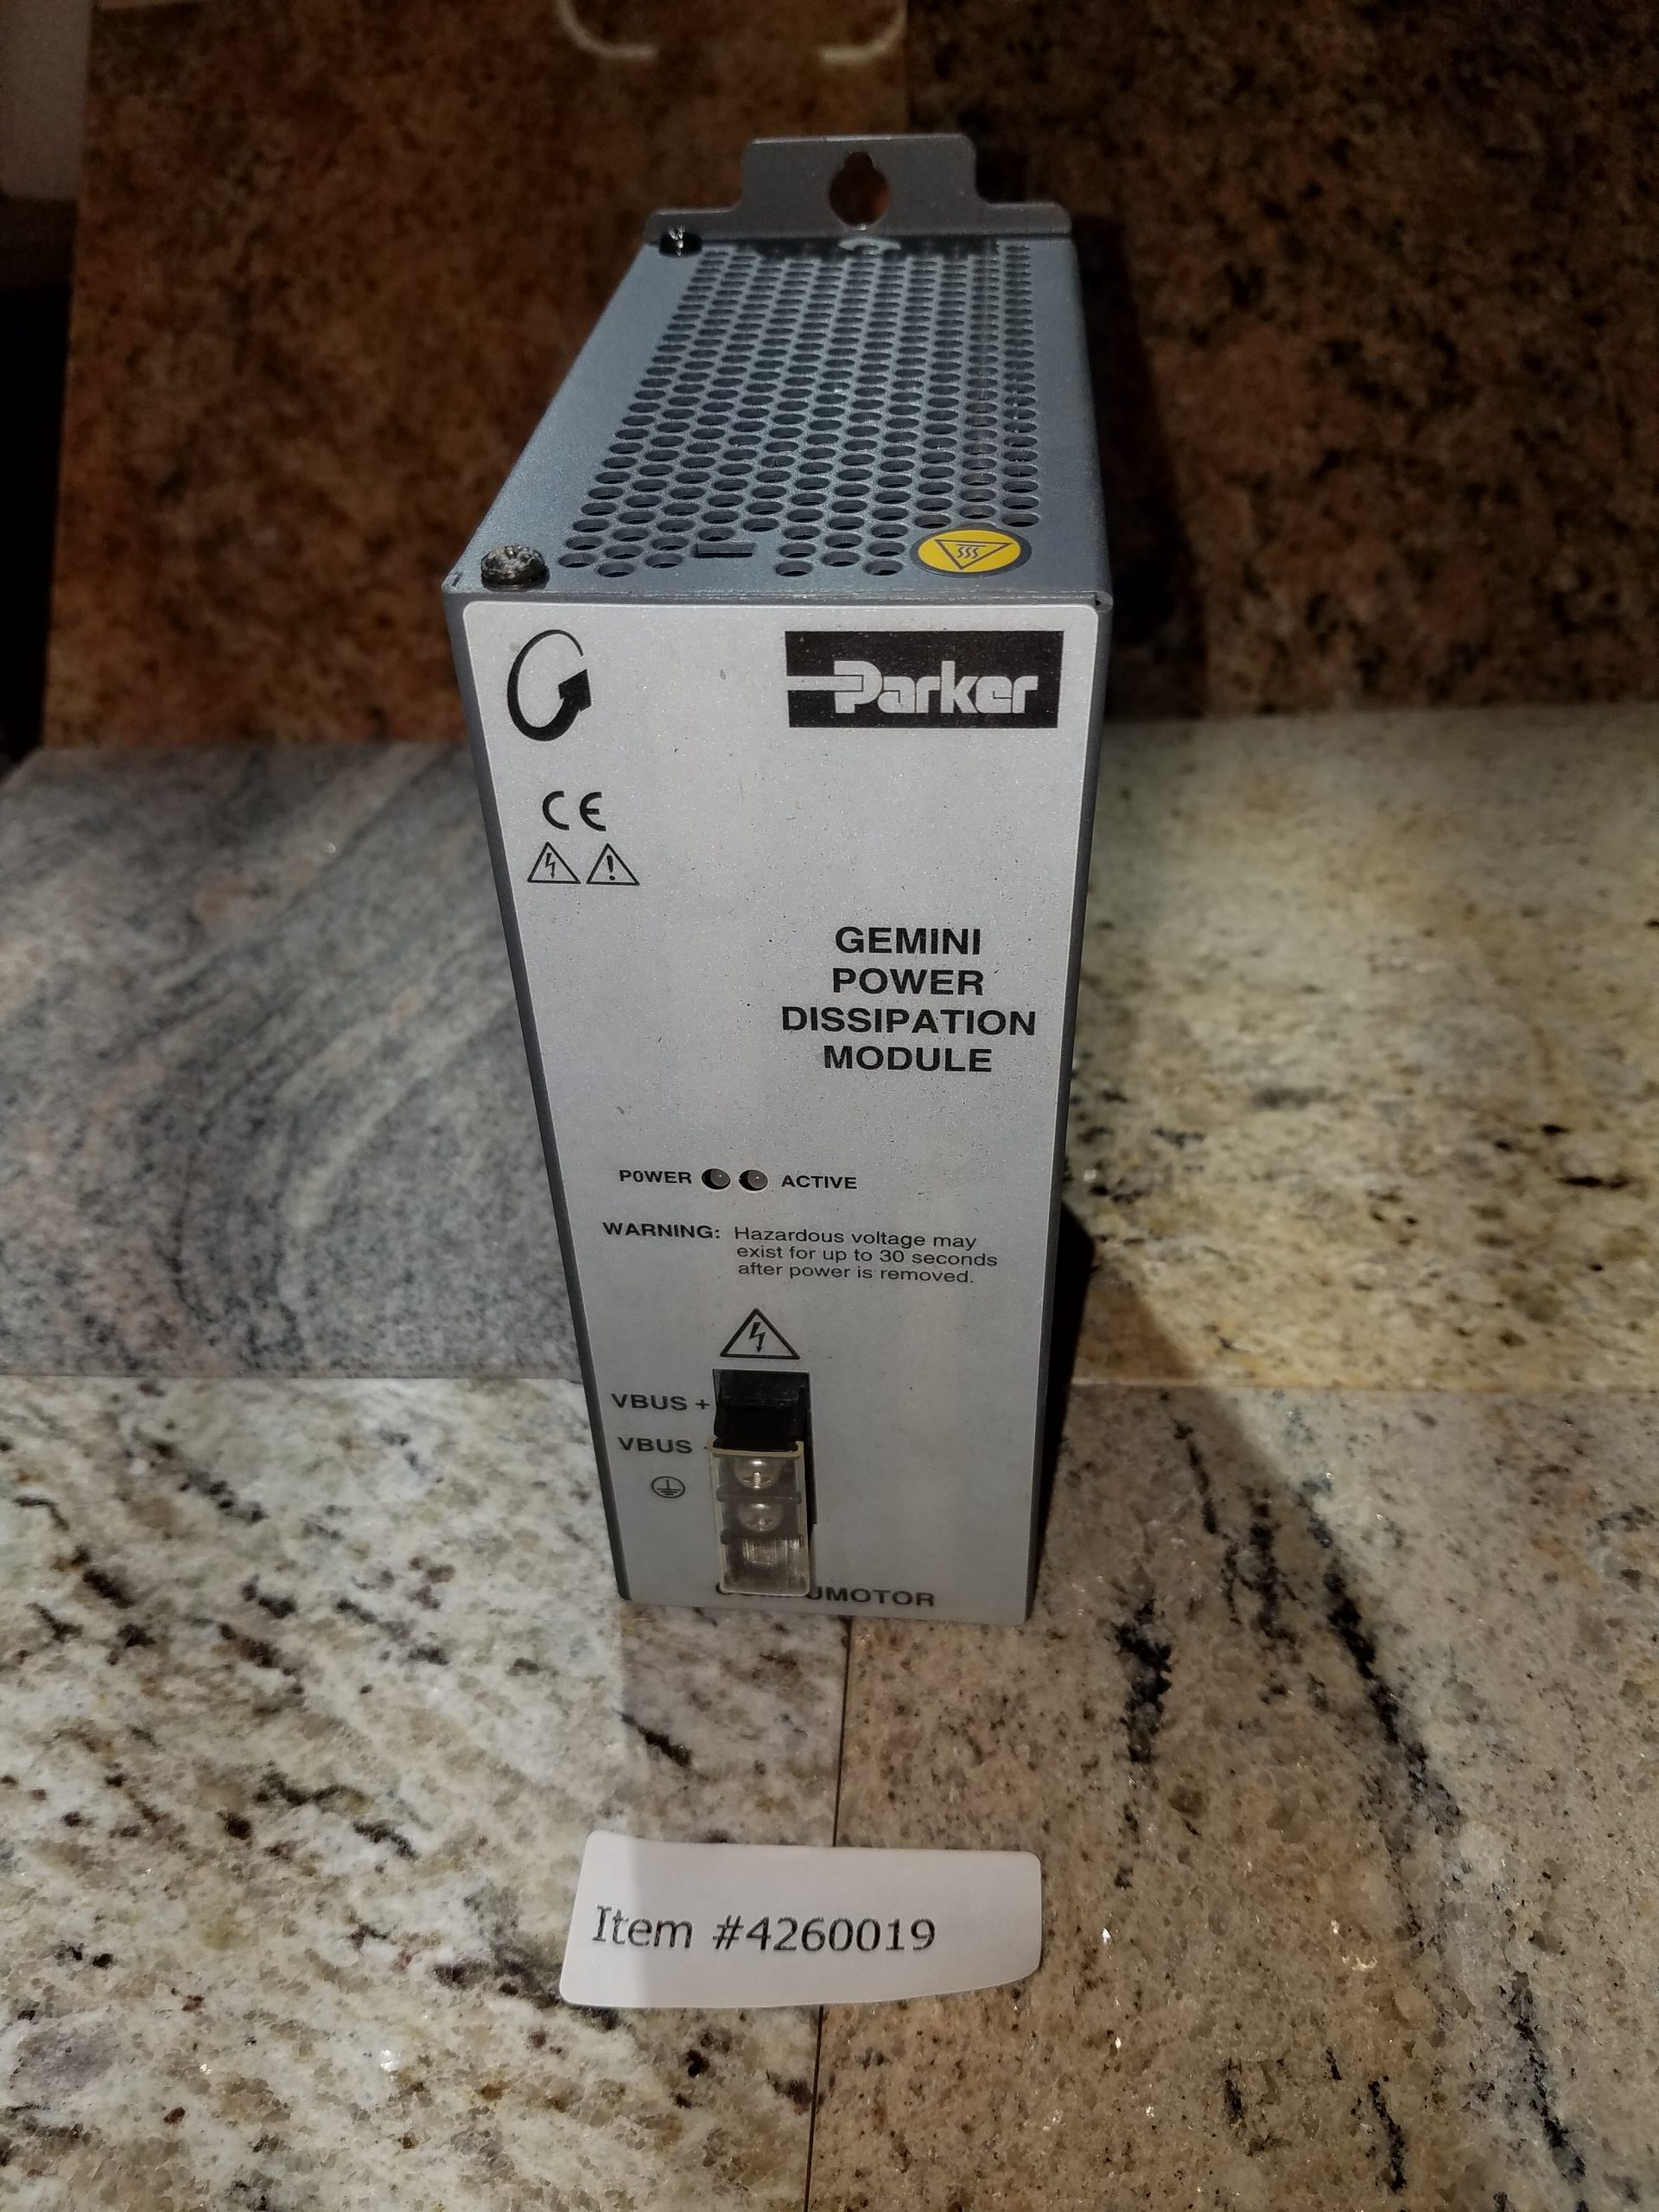 Parker
CE
GEMINI
POWER
DISSIPATION
MODULE
P0WER ACTIVE
WARNING: Hazardous voltage may
exist for up to 30 seconds
after power is removed.
VBUS +
VBUS -
Item #4260019